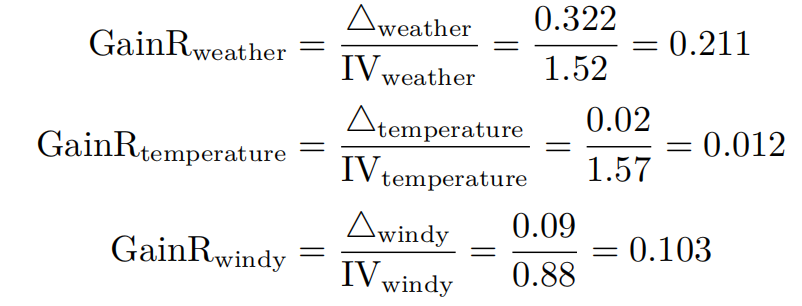 GainR_weather = △_weather / IV_weather = 0.322 / 1.52 = 0.211
GainR_temperature = △_temperature / IV_temperature = 0.02 / 1.57 = 0.012
GainR_windy = △_windy / IV_windy = 0.09 / 0.88 = 0.103